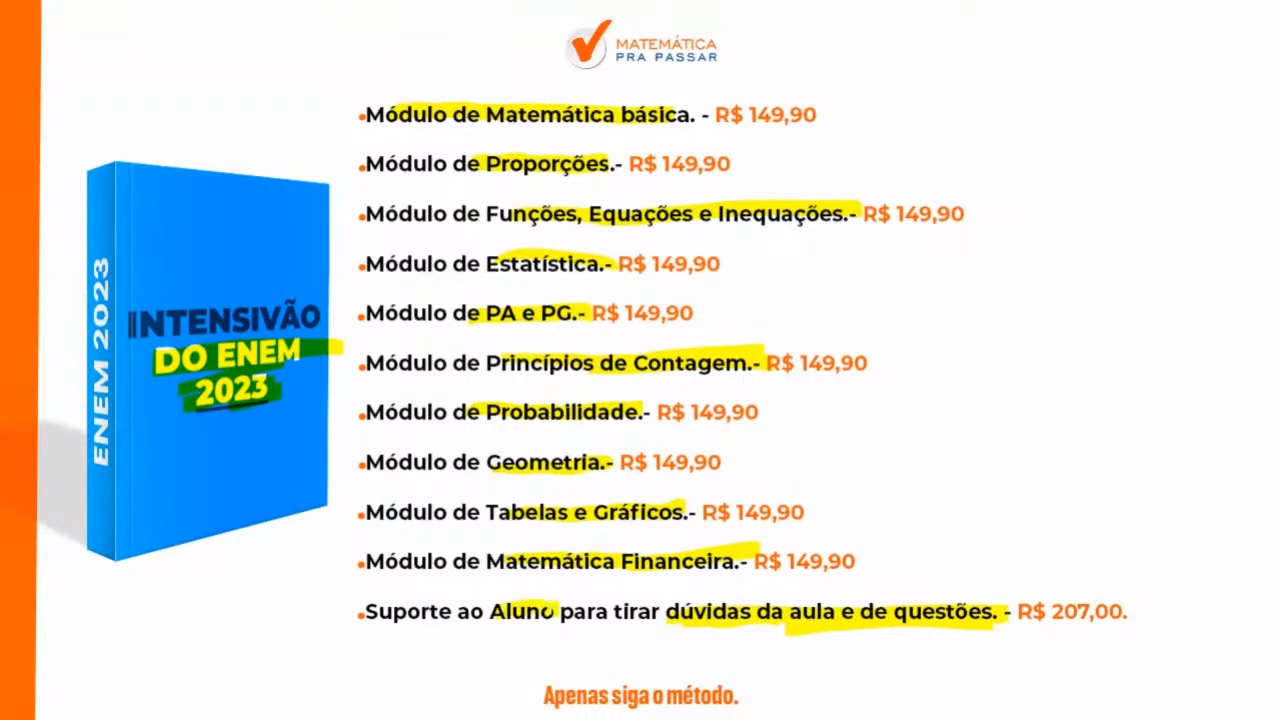 MATEMÁTICA
PRA PASSAR
•Módulo de Matemática básica. - R$ 149,90
•Módulo de Proporções.- R$ 149,90
•Módulo de Funções, Equações e Inequações.- R$ 149,90
•Módulo de Estatística.- R$ 149,90
•Módulo de PA e PG.- R$ 149,90
•Módulo de Princípios de Contagem.- R$ 149,90
•Módulo de Probabilidade.- R$ 149,90
•Módulo de Geometria.- R$ 149,90
•Módulo de Tabelas e Gráficos.- R$ 149,90
•Módulo de Matemática Financeira.- R$ 149,90
•Suporte ao Aluno para tirar dúvidas da aula e de questões. - R$ 207,00.
ENEM 2023
INTENSIVÃO
DO ENEM
2023
Apenas siga o método.